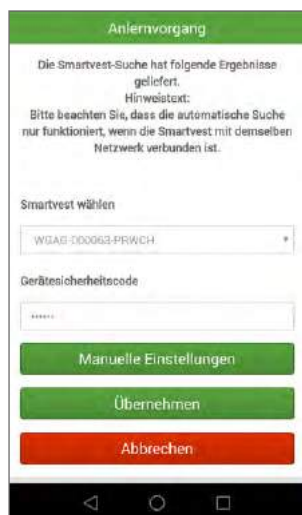 Anlernvorgang
Die Smartvest-Suche hat folgende Ergebnisse
geliefert.
Hinweistext:
Bitte beachten Sie, dass die automatische Suche
nur funktioniert, wenn die Smartvest mit demselben
Netzwerk verbunden ist.
Smartvest wählen
WGAG-000063-PRWCH
Gerätesicherheitscode
••••••
Manuelle Einstellungen
Übernehmen
Abbrechen